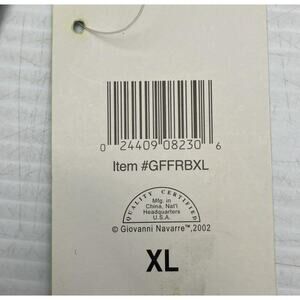 0 24409 08230 6
Item #GFFRBXL
QUALITY CERTIFIED
Mfg. in
China, Nat'l
Headquarters
U.S.A.
© Giovanni Navarre™,2002
XL